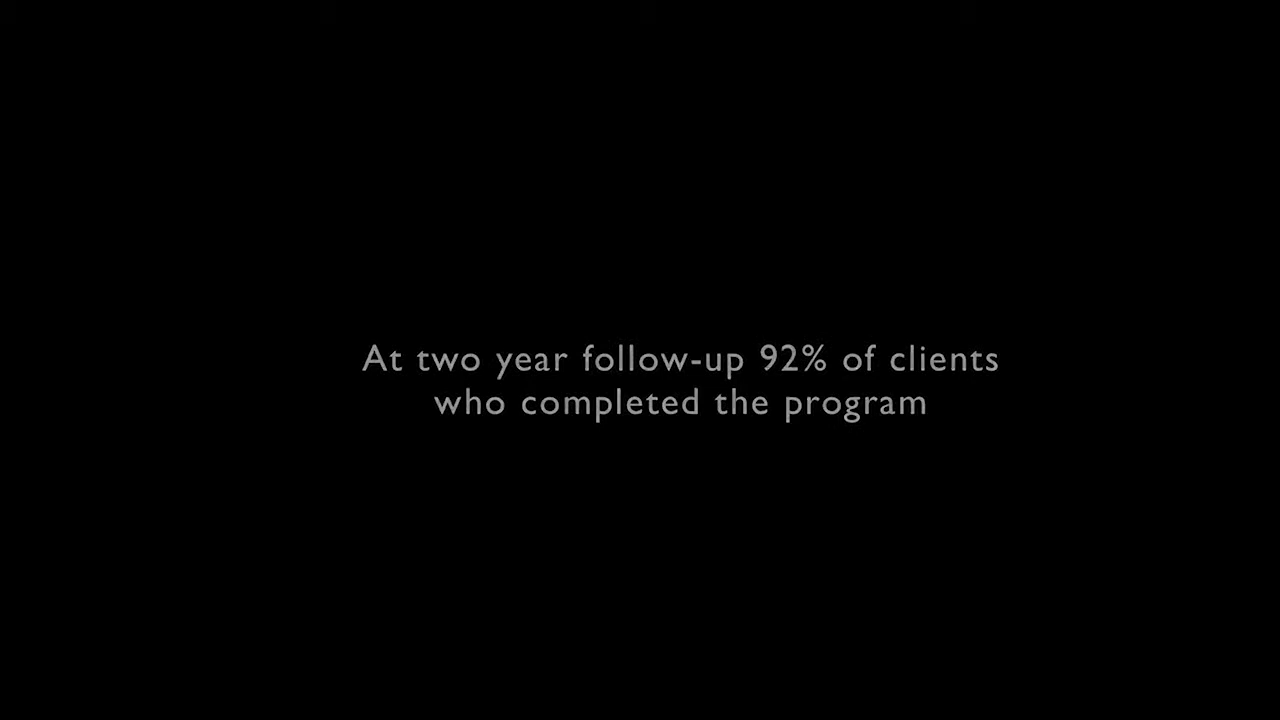 At two year follow-up 92% of clients
who completed the program